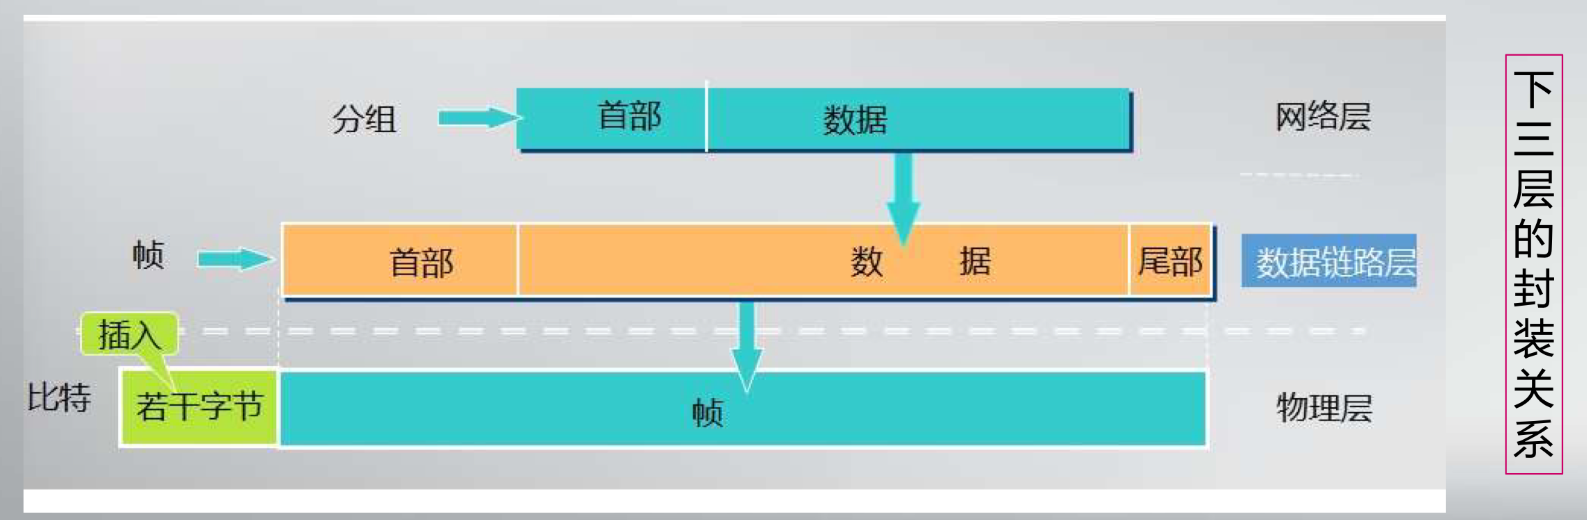 分组 首部 数据 网络层
帧 首部 数 据 尾部 数据链路层
插入
比特 若干字节 帧 物理层
下三层的封装关系